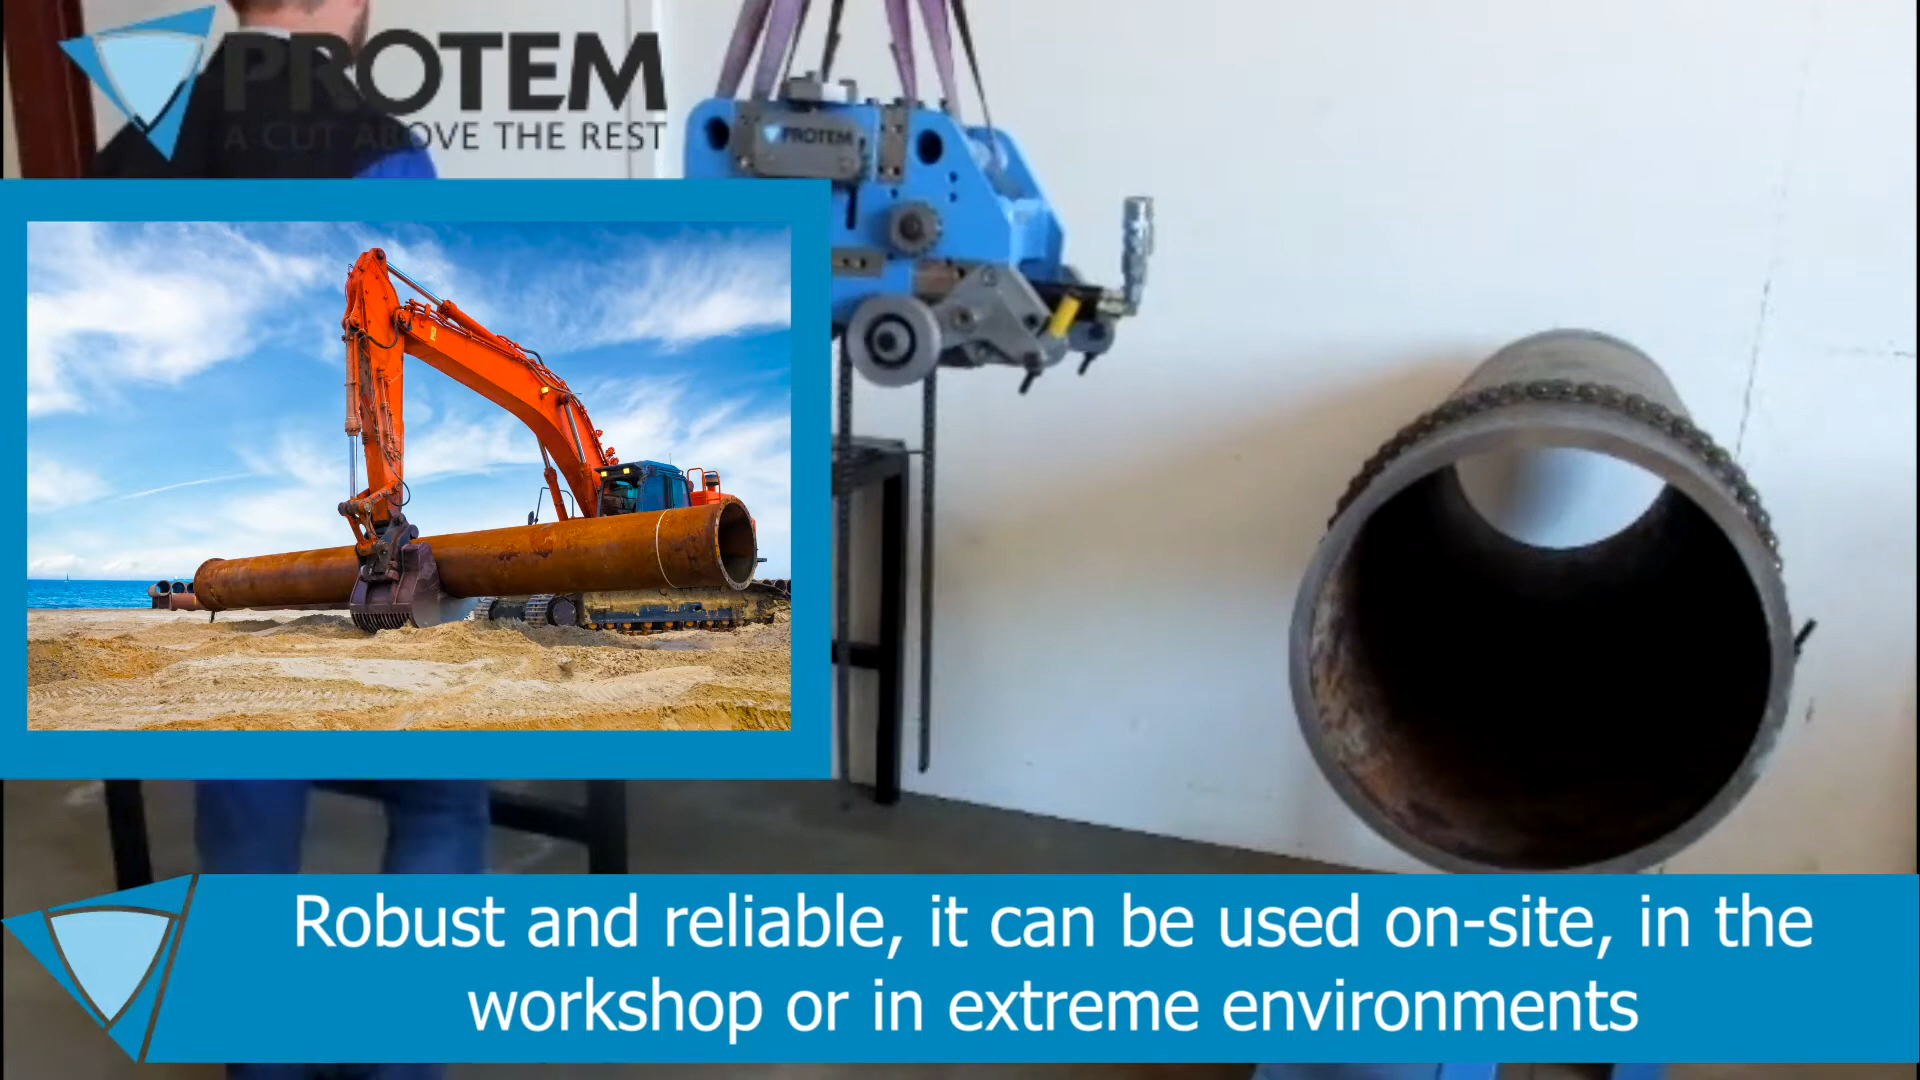 PROTEM
A CUT ABOVE THE REST
PROTEM
Robust and reliable, it can be used on-site, in the
workshop or in extreme environments